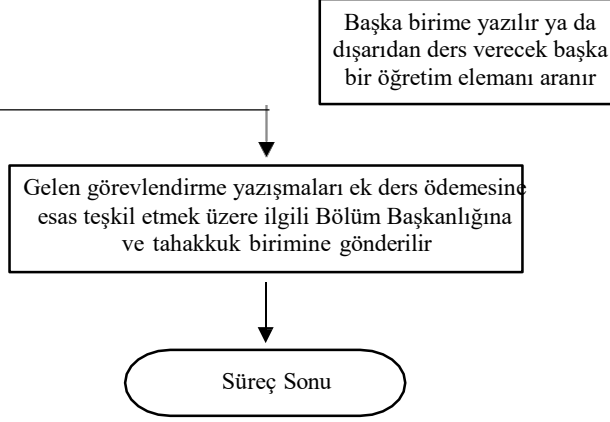 Başka birime yazılır ya da
dışarıdan ders verecek başka
bir öğretim elemanı aranır
Gelen görevlendirme yazışmaları ek ders ödemesine
esas teşkil etmek üzere ilgili Bölüm Başkanlığına
ve tahakkuk birimine gönderilir
Süreç Sonu